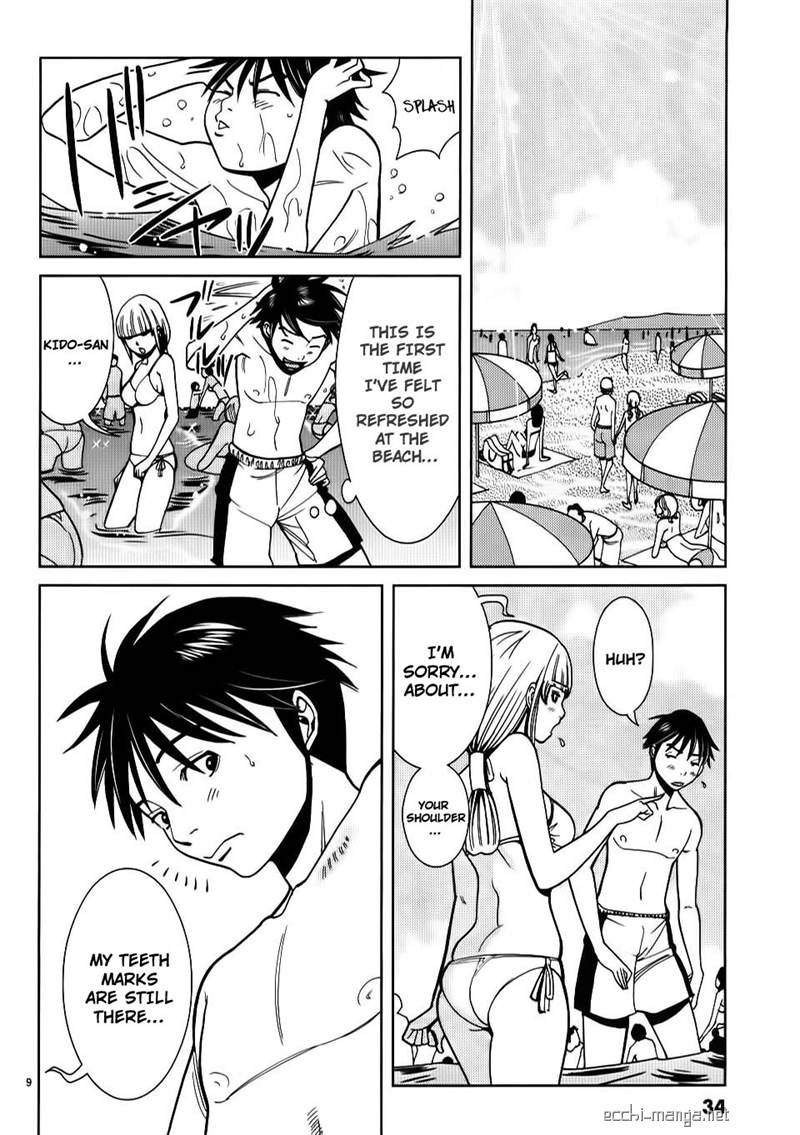 SPLASH
THIS IS
THE FIRST
TIME
I'VE FELT
SO
REFRESHED
AT THE
BEACH...
KIDO-SAN
...
HUH?
I'M
SORRY...
ABOUT...
YOUR
SHOULDER
...
MY TEETH
MARKS
ARE STILL
THERE...
9
34
ecchi-manga.net